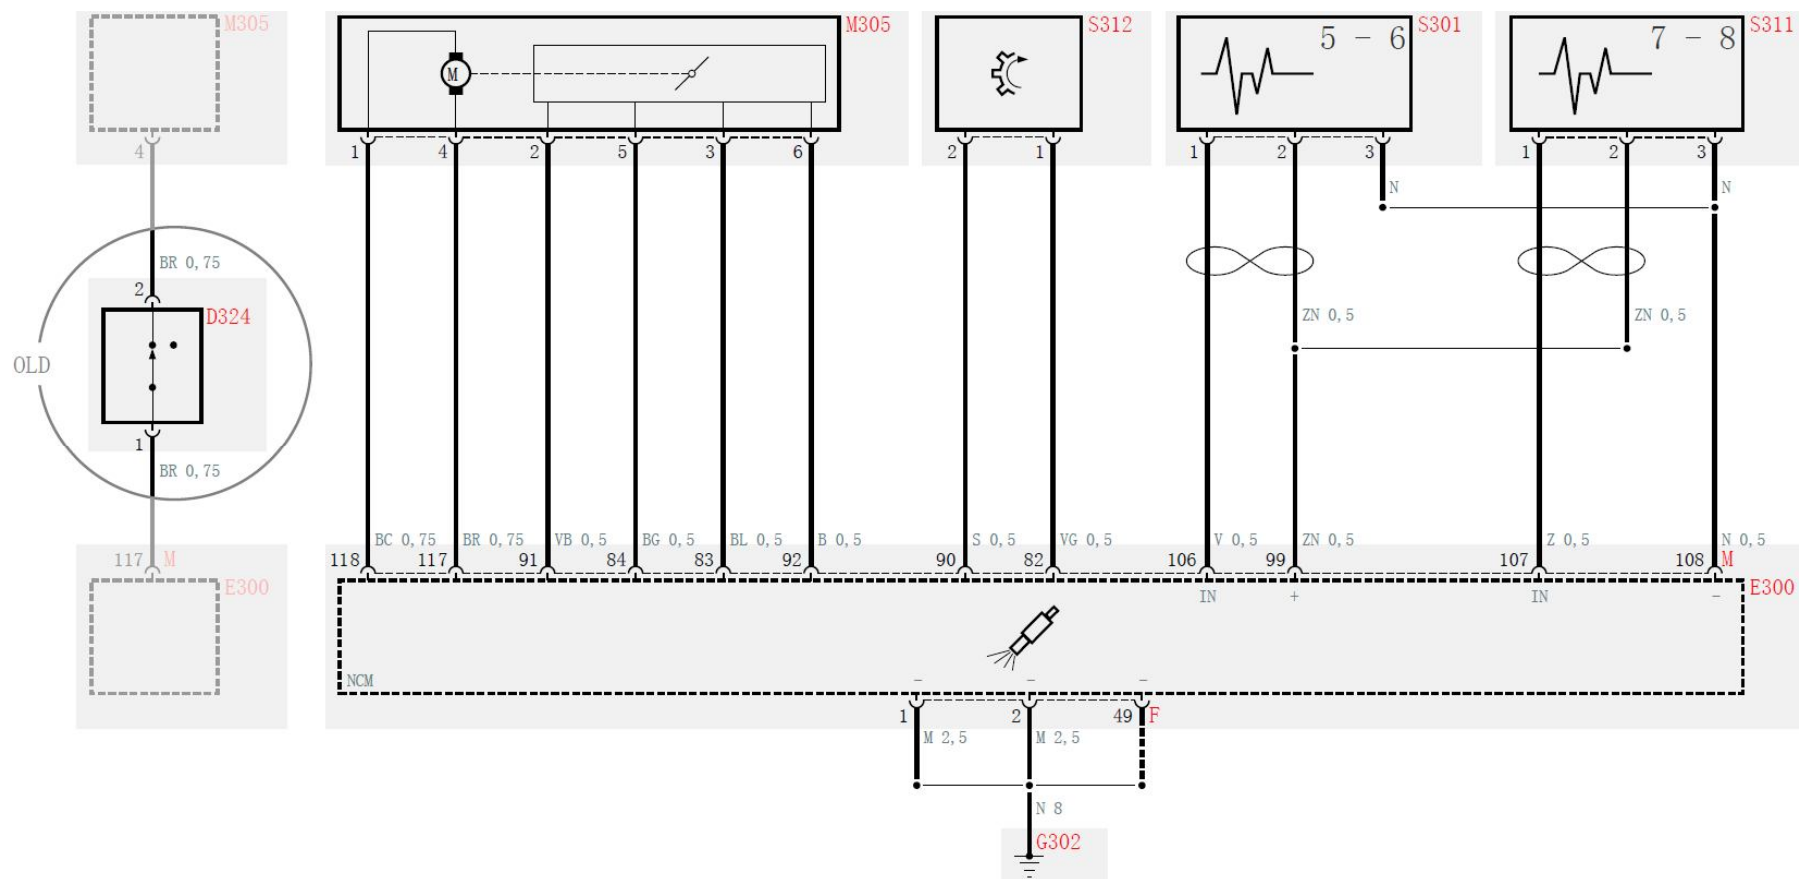 M305
M305
S312
5 - 6
S301
7 - 8
S311
M
4
1
4
2
5
3
6
2
1
1
2
3
1
2
3
N
N
BR 0,75
2
D324
ZN 0,5
ZN 0,5
OLD
1
BR 0,75
BC 0,75
BR 0,75
VB 0,5
BG 0,5
BL 0,5
B 0,5
S 0,5
VG 0,5
V 0,5
ZN 0,5
Z 0,5
N 0,5
117
M
118
117
91
84
83
92
90
82
106
99
107
108
M
E300
E300
IN
+
IN
-
NCM
-
-
-
1
2
49
F
M 2,5
M 2,5
N 8
G302